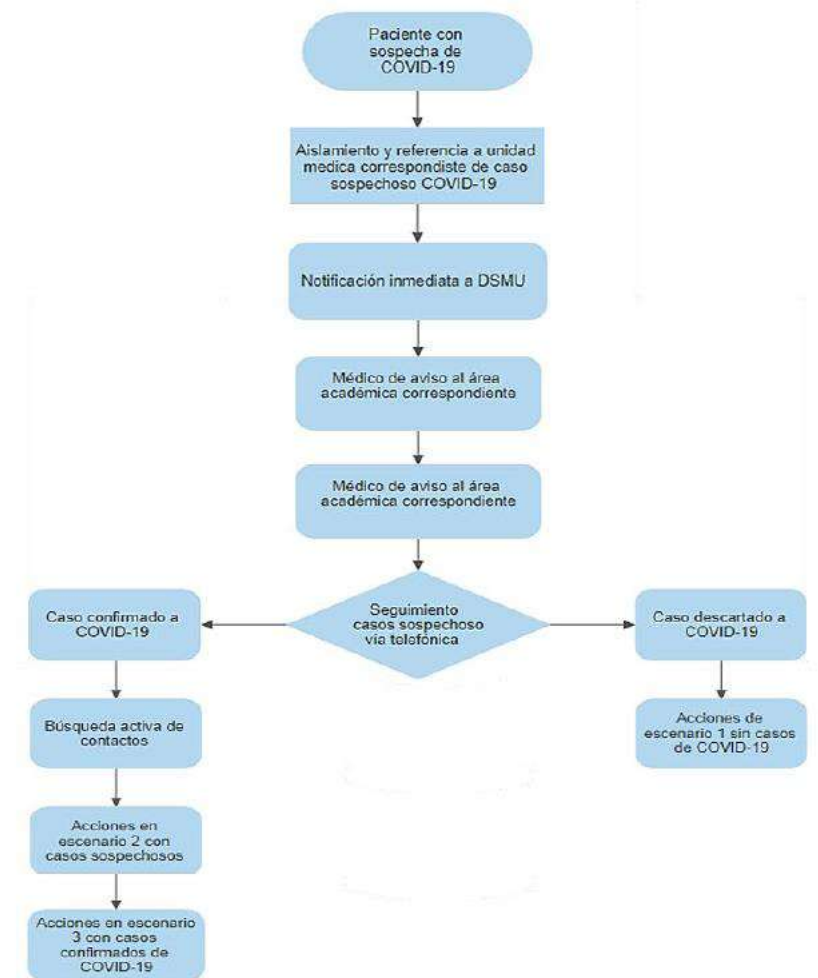 Paciente con
sospecha de
COVID-19
Aislamiento y referencia a unidad
medica correspondiste de caso
sospechoso COVID-19
Notificación inmediata a DSMU
Médico de aviso al área
académica correspondiente
Médico de aviso al área
académica correspondiente
Seguimiento
casos sospechoso
vía telefónica
Caso confirmado a
COVID-19
Caso descartado a
COVID-19
Búsqueda activa de
contactos
Acciones de
escenario 1 sin casos
de COVID-19
Acciones en
escenario 2 con
casos sospechosos
Acciones en escenario
3 con casos
confirmados de
COVID-19